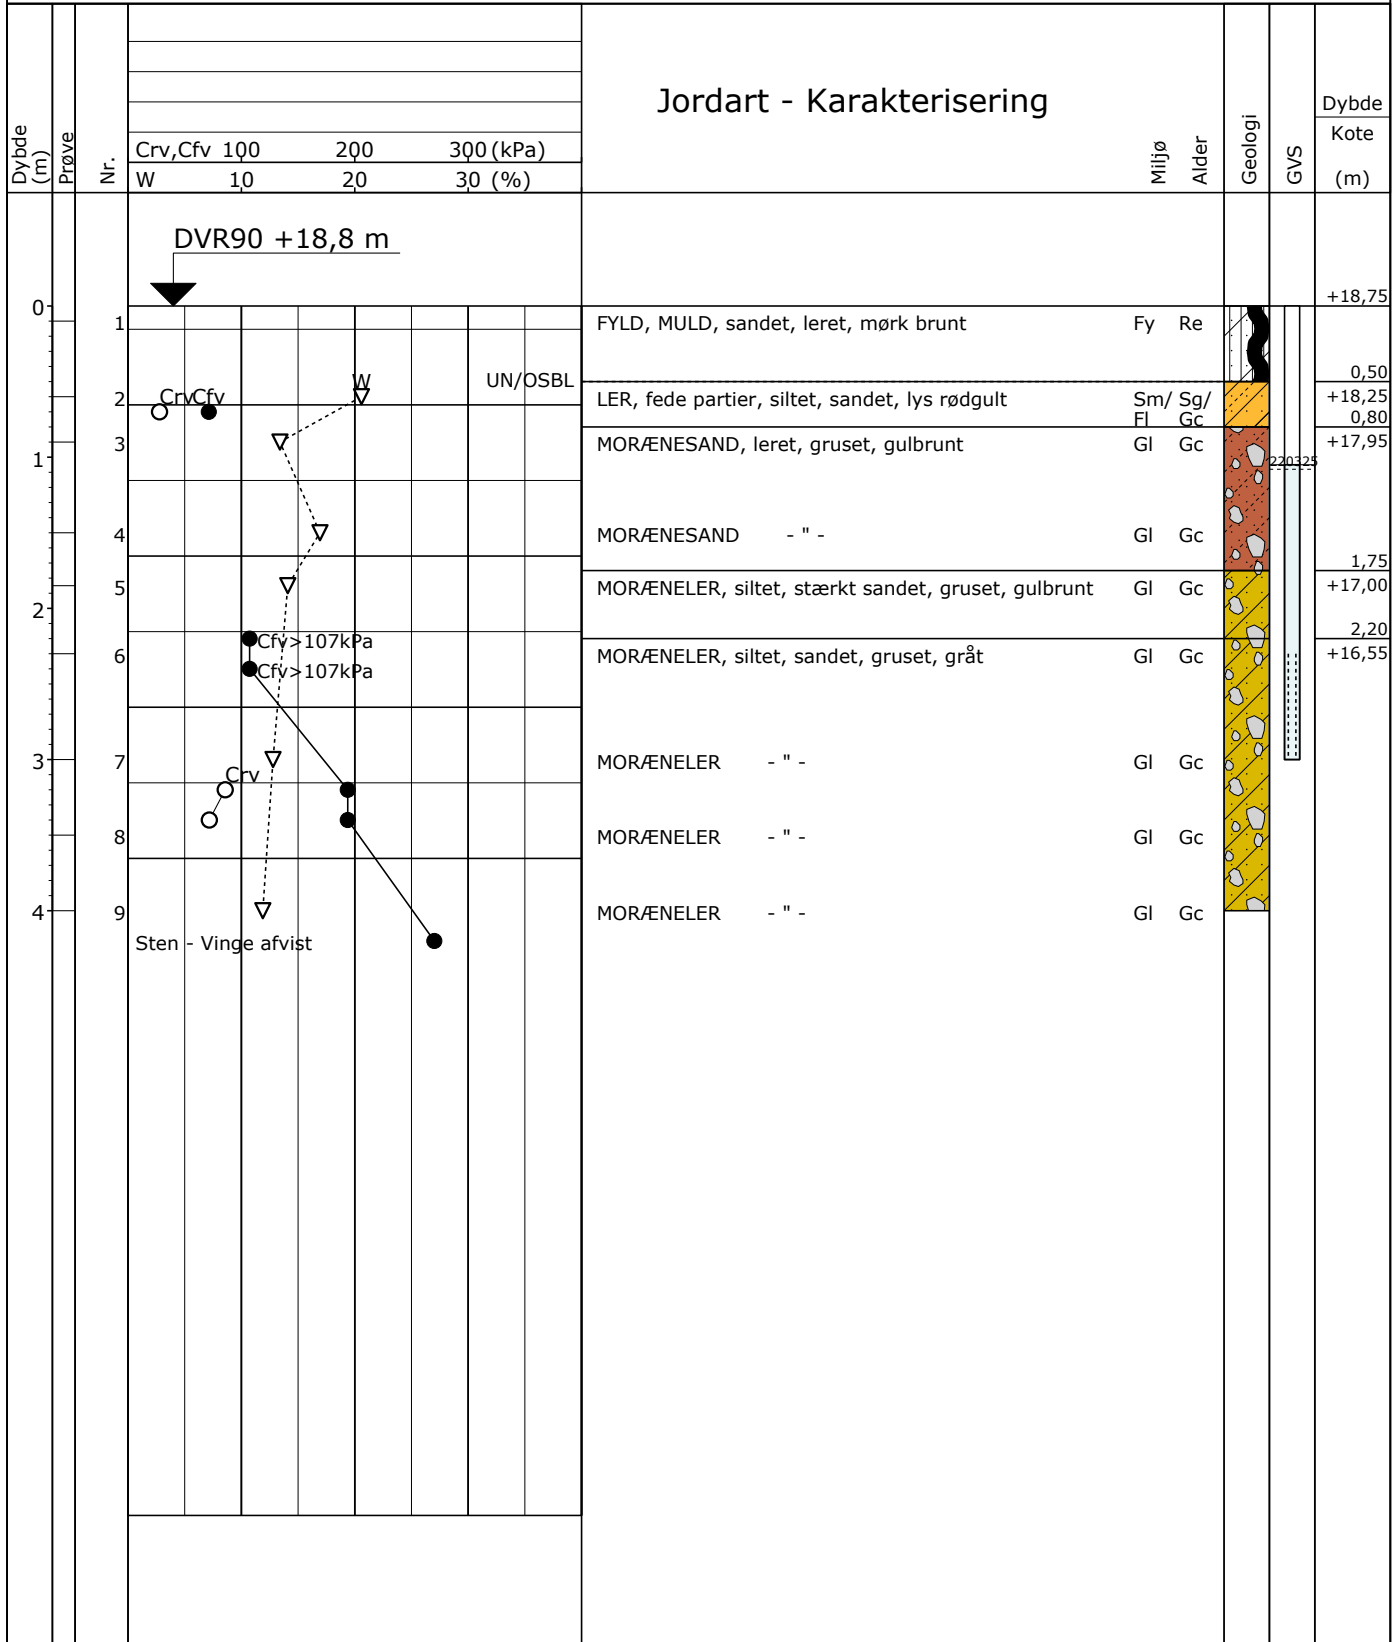 Jordart - Karakterisering
Dybde (m)
Prøve
Nr.
Crv,Cfv 100 200 300 (kPa)
W 10 20 30 (%)
Miljø
Alder
Geologi
GVS
Dybde
Kote
(m)
DVR90 +18,8 m
0
+18,75
1
FYLD, MULD, sandet, leret, mørk brunt Fy Re
0,50
W
UN/OSBL
Crv Cfv
2
LER, fede partier, siltet, sandet, lys rødgult Sm/ Sg/
Fl Gc
+18,25
0,80
3
MORÆNESAND, leret, gruset, gulbrunt Gl Gc
+17,95
1
220325
4
MORÆNESAND - " - Gl Gc
1,75
5
MORÆNELER, siltet, stærkt sandet, gruset, gulbrunt Gl Gc
+17,00
2
2,20
Cfv>107kPa
6
MORÆNELER, siltet, sandet, gruset, gråt Gl Gc
+16,55
Cfv>107kPa
3
7
MORÆNELER - " - Gl Gc
Crv
8
MORÆNELER - " - Gl Gc
4
9
MORÆNELER - " - Gl Gc
Sten - Vinge afvist